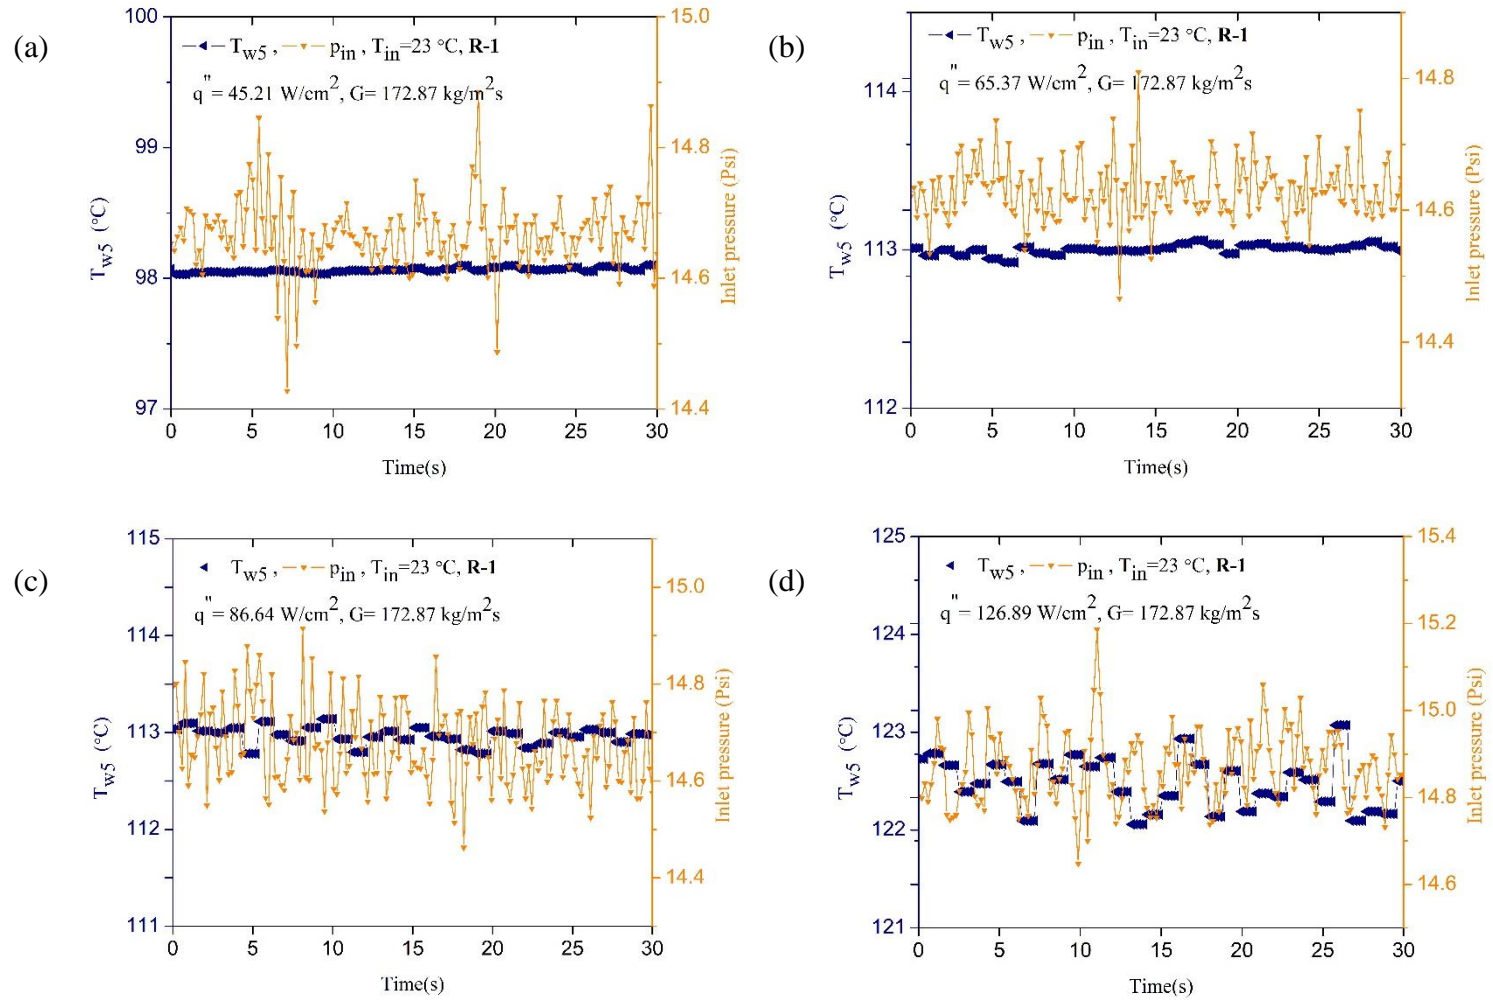 (a)
T_w5 , p_in , T_in=23 °C, R-1
q"= 45.21 W/cm², G= 172.87 kg/m²s
100
99
98
97
T_w5 (°C)
15.0
14.8
14.6
14.4
Inlet pressure (Psi)
0 5 10 15 20 25 30
Time(s)
(b)
T_w5 , p_in , T_in=23 °C, R-1
q"= 65.37 W/cm², G= 172.87 kg/m²s
114
113
112
T_w5 (°C)
14.8
14.6
14.4
Inlet pressure (Psi)
0 5 10 15 20 25 30
Time(s)
(c)
T_w5 , p_in , T_in=23 °C, R-1
q"= 86.64 W/cm², G= 172.87 kg/m²s
115
114
113
112
111
T_w5 (°C)
15.0
14.8
14.6
14.4
Inlet pressure (Psi)
0 5 10 15 20 25 30
Time(s)
(d)
T_w5 , p_in , T_in=23 °C, R-1
q"= 126.89 W/cm², G= 172.87 kg/m²s
125
124
123
122
121
T_w5 (°C)
15.4
15.2
15.0
14.8
14.6
Inlet pressure (Psi)
0 5 10 15 20 25 30
Time(s)